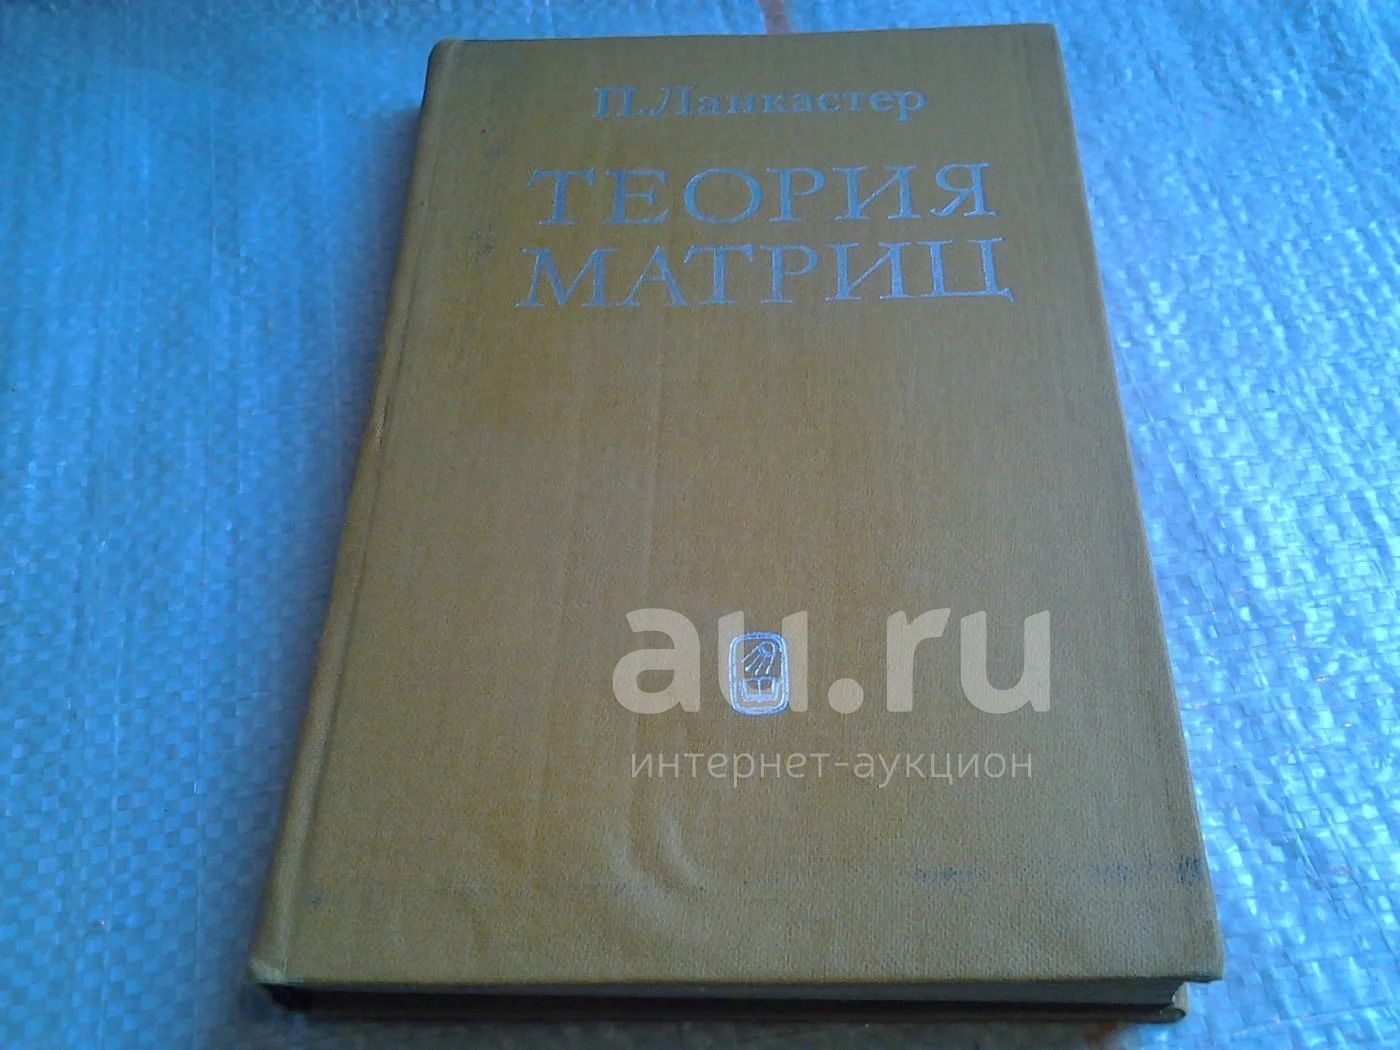 П. Ланкастер
ТЕОРИЯ
МАТРИЦ
au.ru
интернет-аукцион